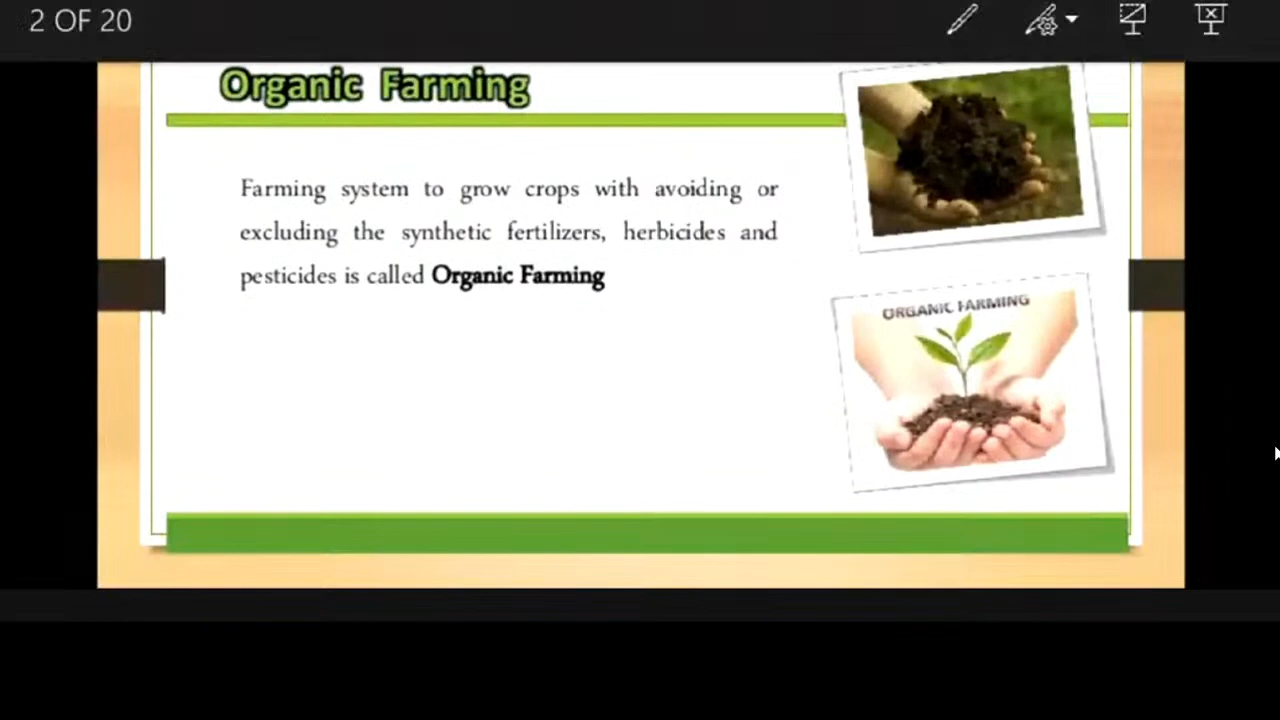 2 OF 20
Organic Farming
Farming system to grow crops with avoiding or
excluding the synthetic fertilizers, herbicides and
pesticides is called Organic Farming
ORGANIC FARMING